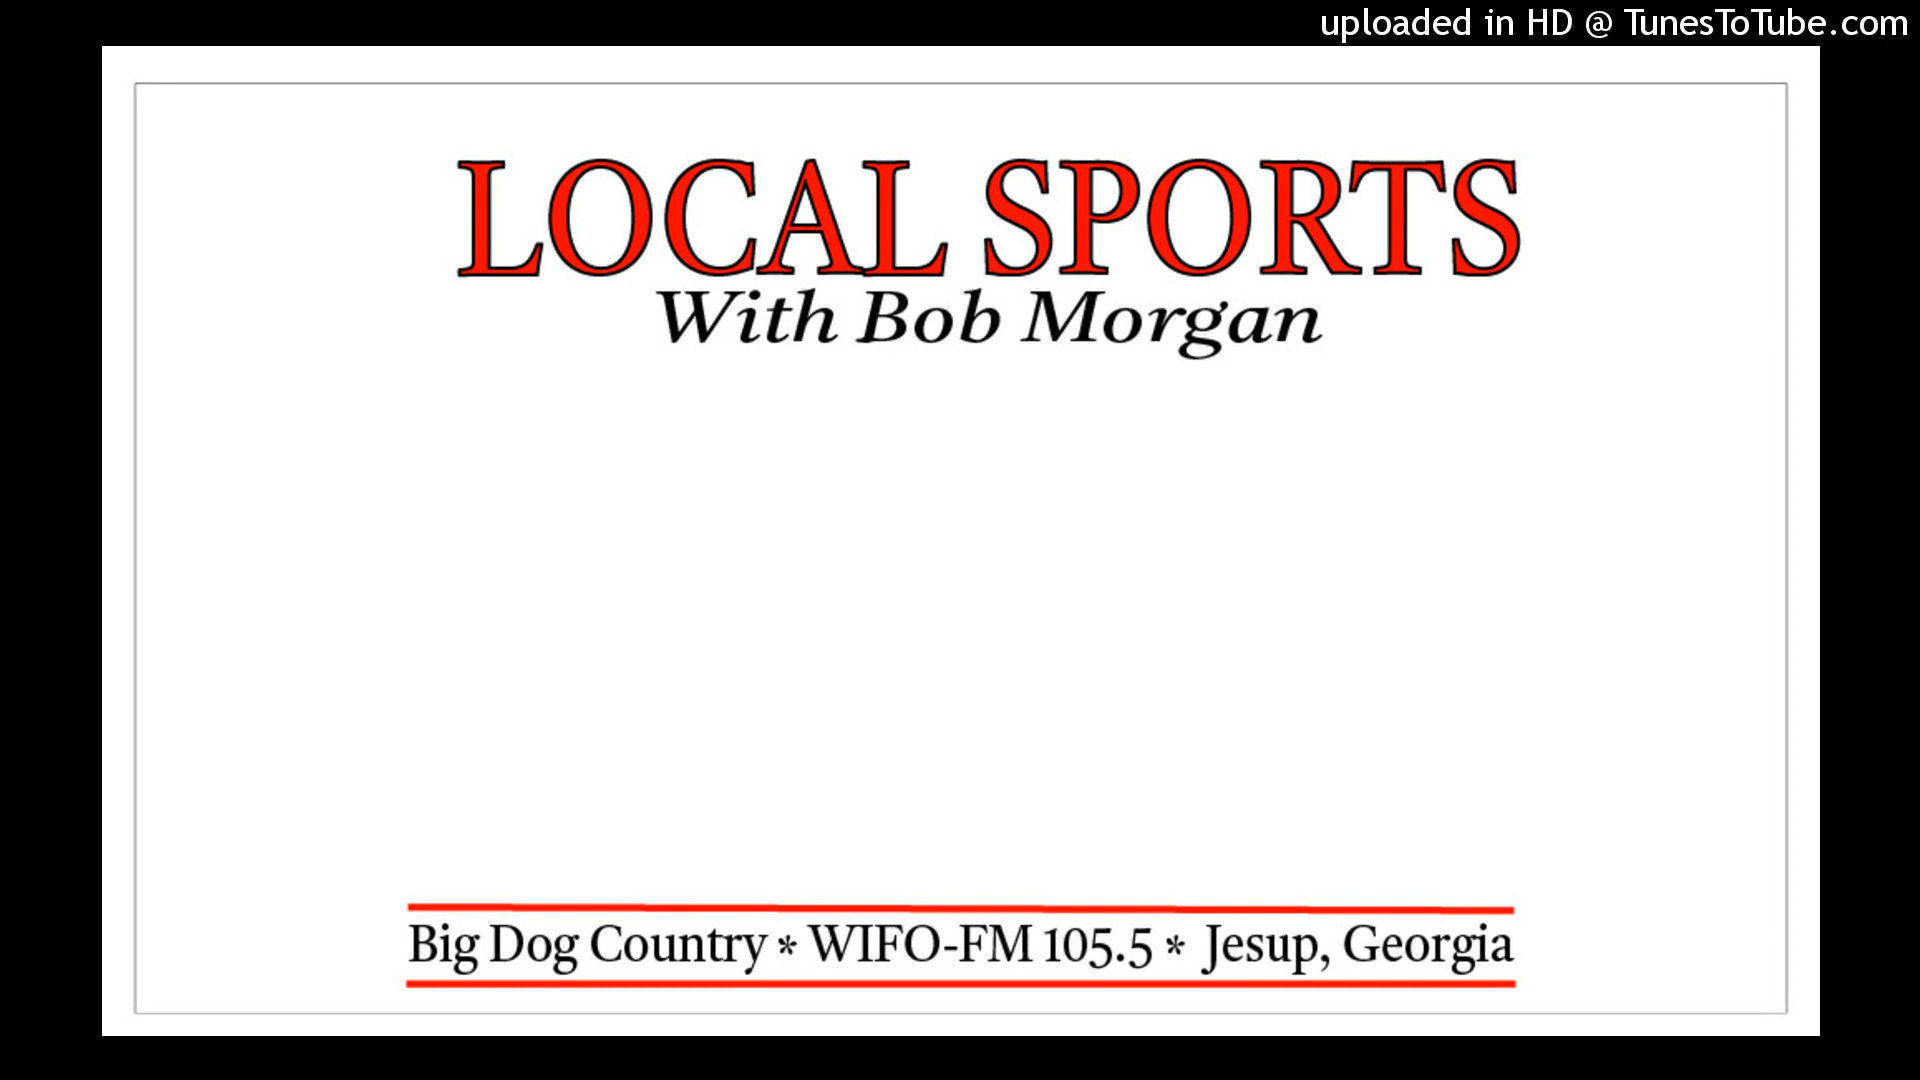 uploaded in HD @ TunesToTube.com
LOCAL SPORTS
With Bob Morgan
Big Dog Country * WIFO-FM 105.5 * Jesup, Georgia